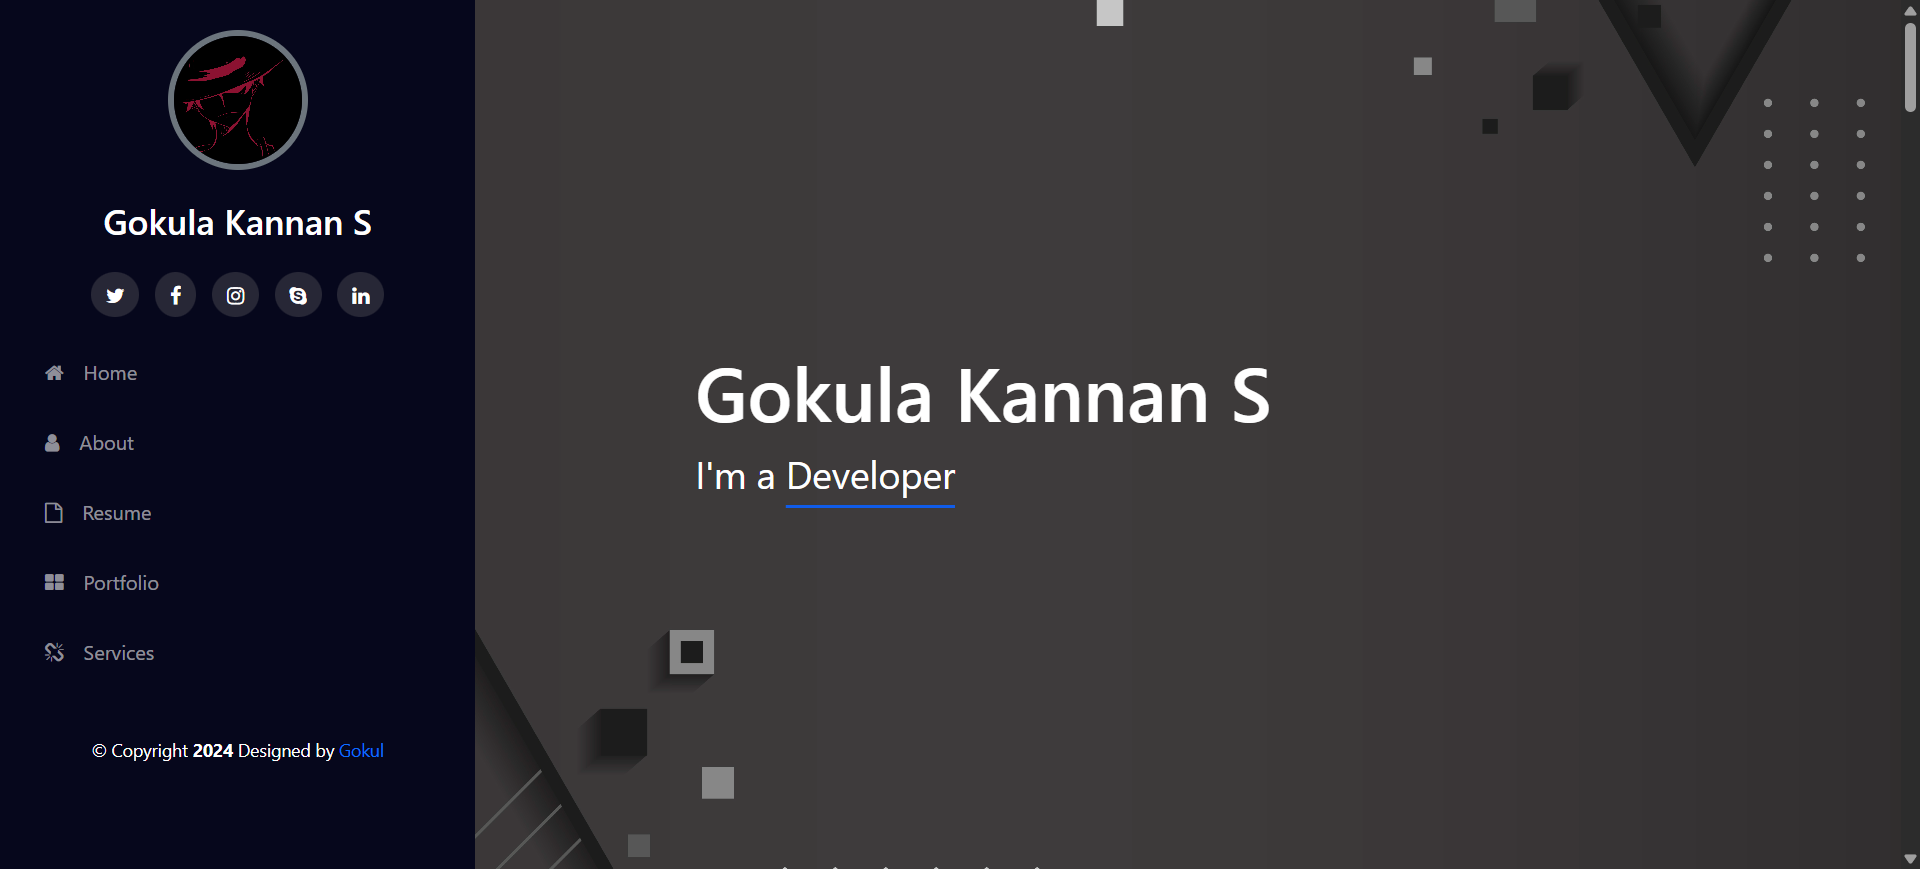 Gokula Kannan S
Home
About
Resume
Portfolio
Services
© Copyright 2024 Designed by Gokul
Gokula Kannan S
I'm a Developer